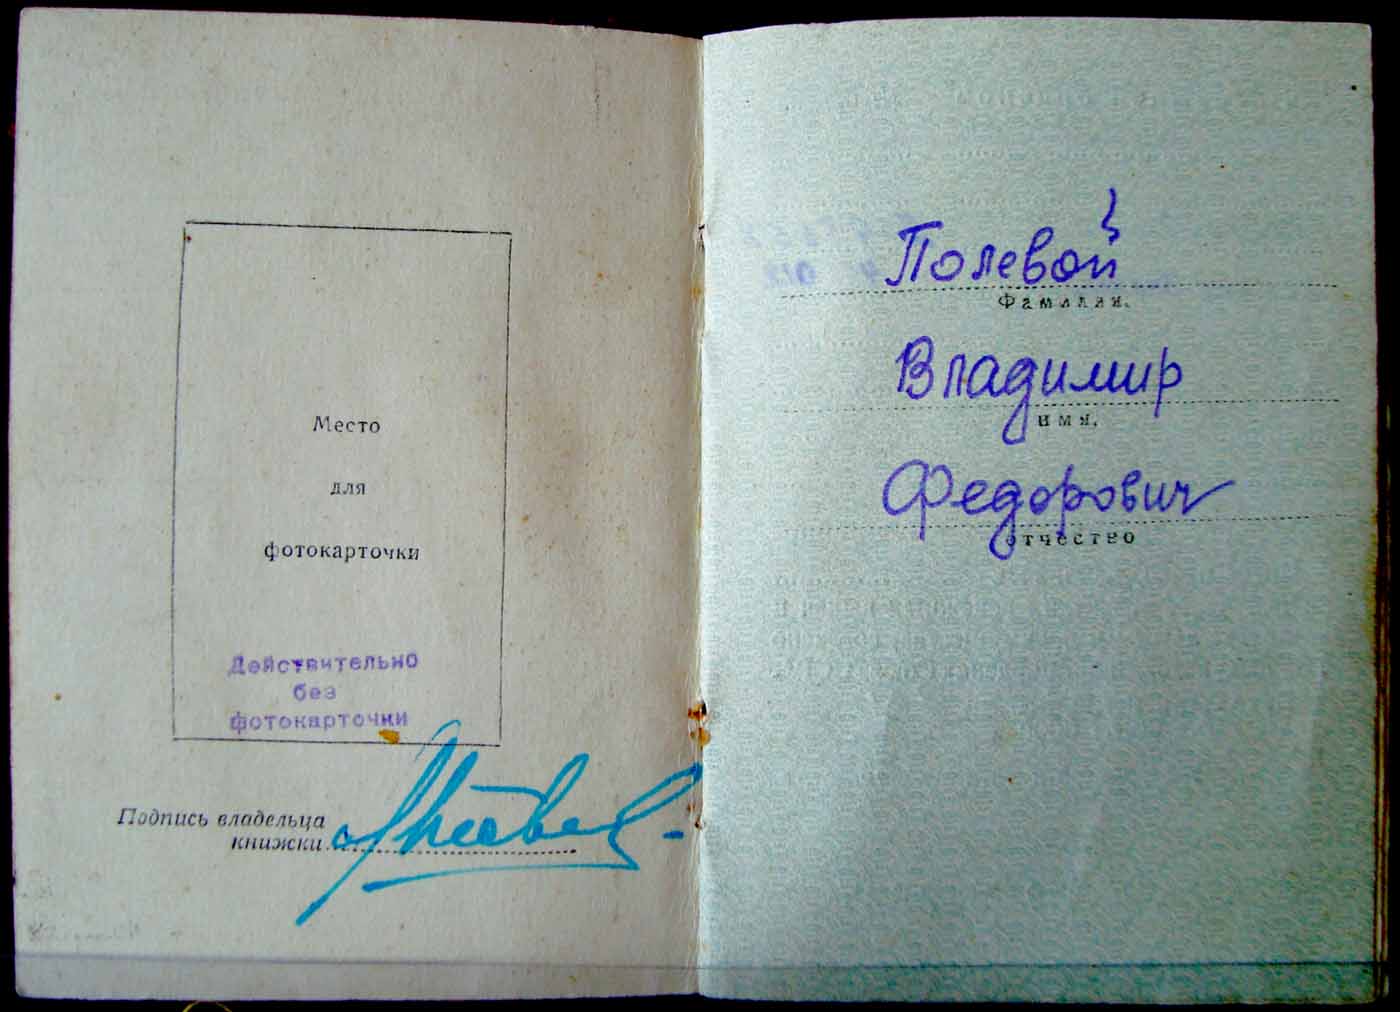 Место
для
фотокарточки
Действительно
без
фотокарточки
Подпись владельца
книжки
Полевой
Фамилия.
Владимир
имя.
Федорович
отчество